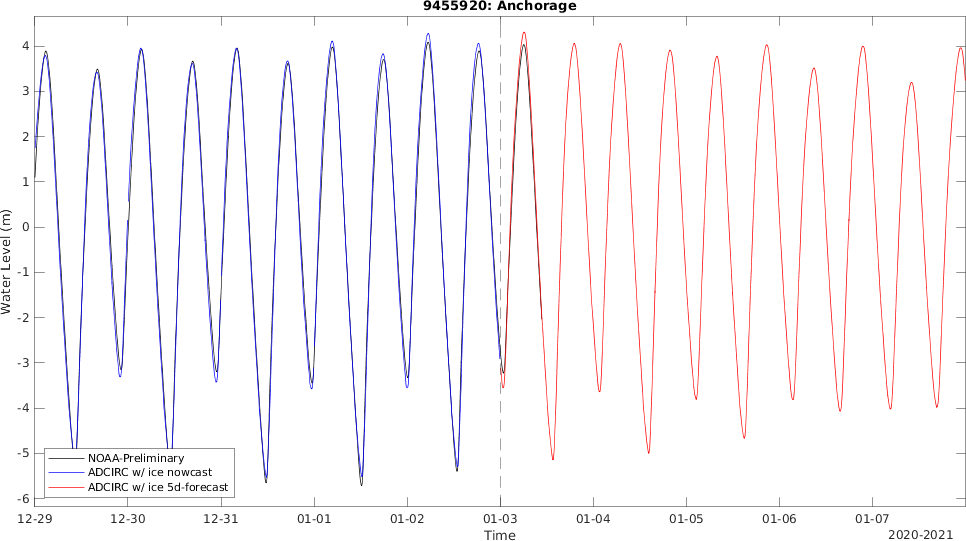 9455920: Anchorage
4
3
2
1
0
-1
-2
-3
-4
-5
-6
Water Level (m)
NOAA-Preliminary
ADCIRC w/ ice nowcast
ADCIRC w/ ice 5d-forecast
12-29 12-30 12-31 01-01 01-02 01-03 01-04 01-05 01-06 01-07
Time
2020-2021